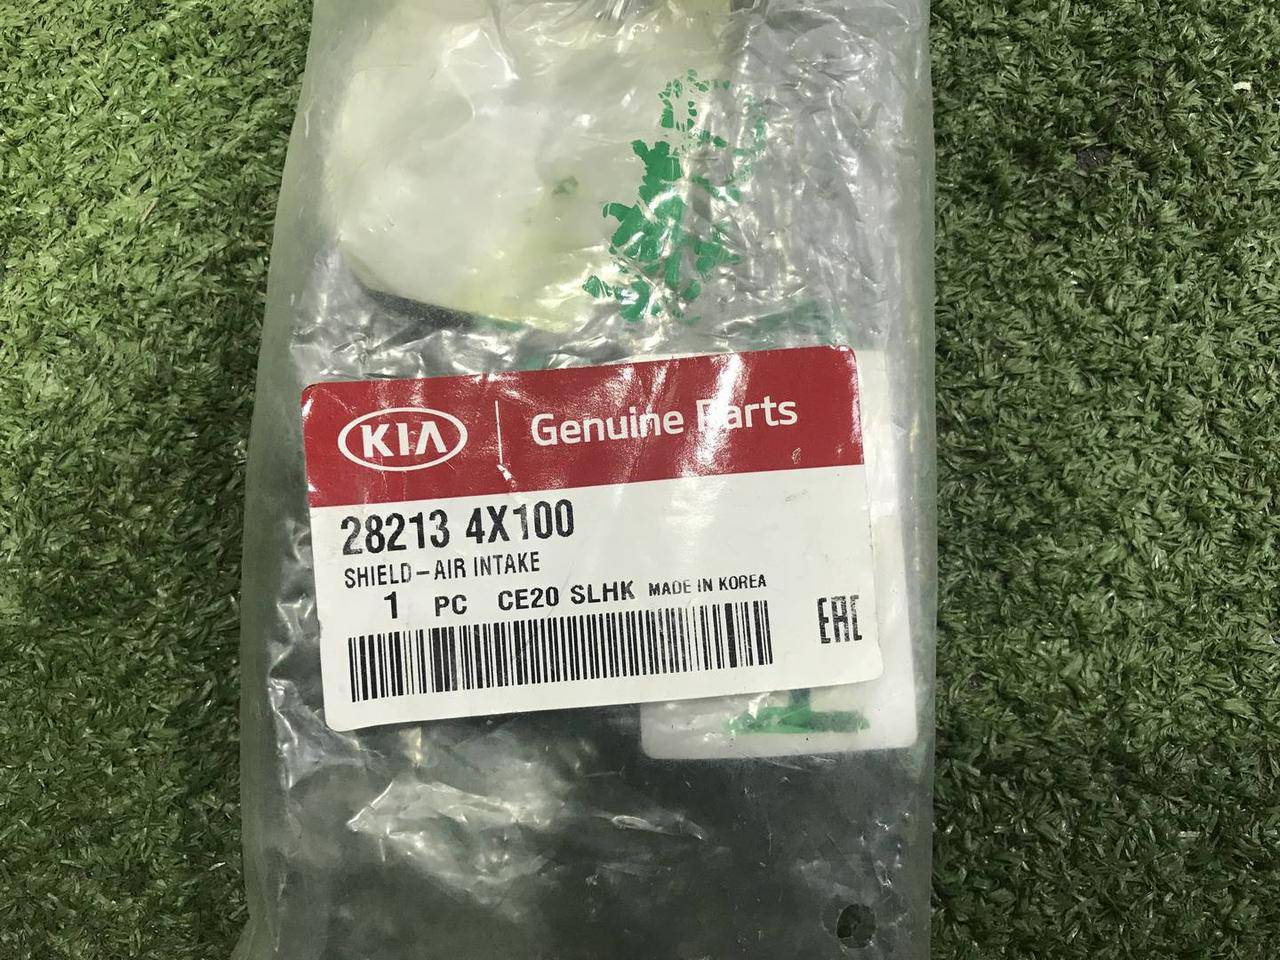 KIA | Genuine Parts
28213 4X100
SHIELD-AIR INTAKE
1 PC CE20 SLHK MADE IN KOREA
EAC